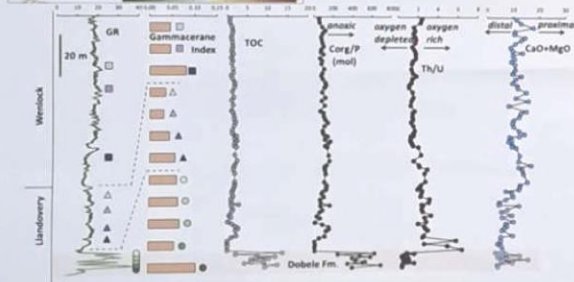 GR
Gammacerane
Index
TOC
anoxic
Corg/P
(mol)
oxygen
depleted
oxygen
rich
Th/U
distal
proxima
CaO+MgO
20 m
Wenlock
Llandovery
Dobele Fm.